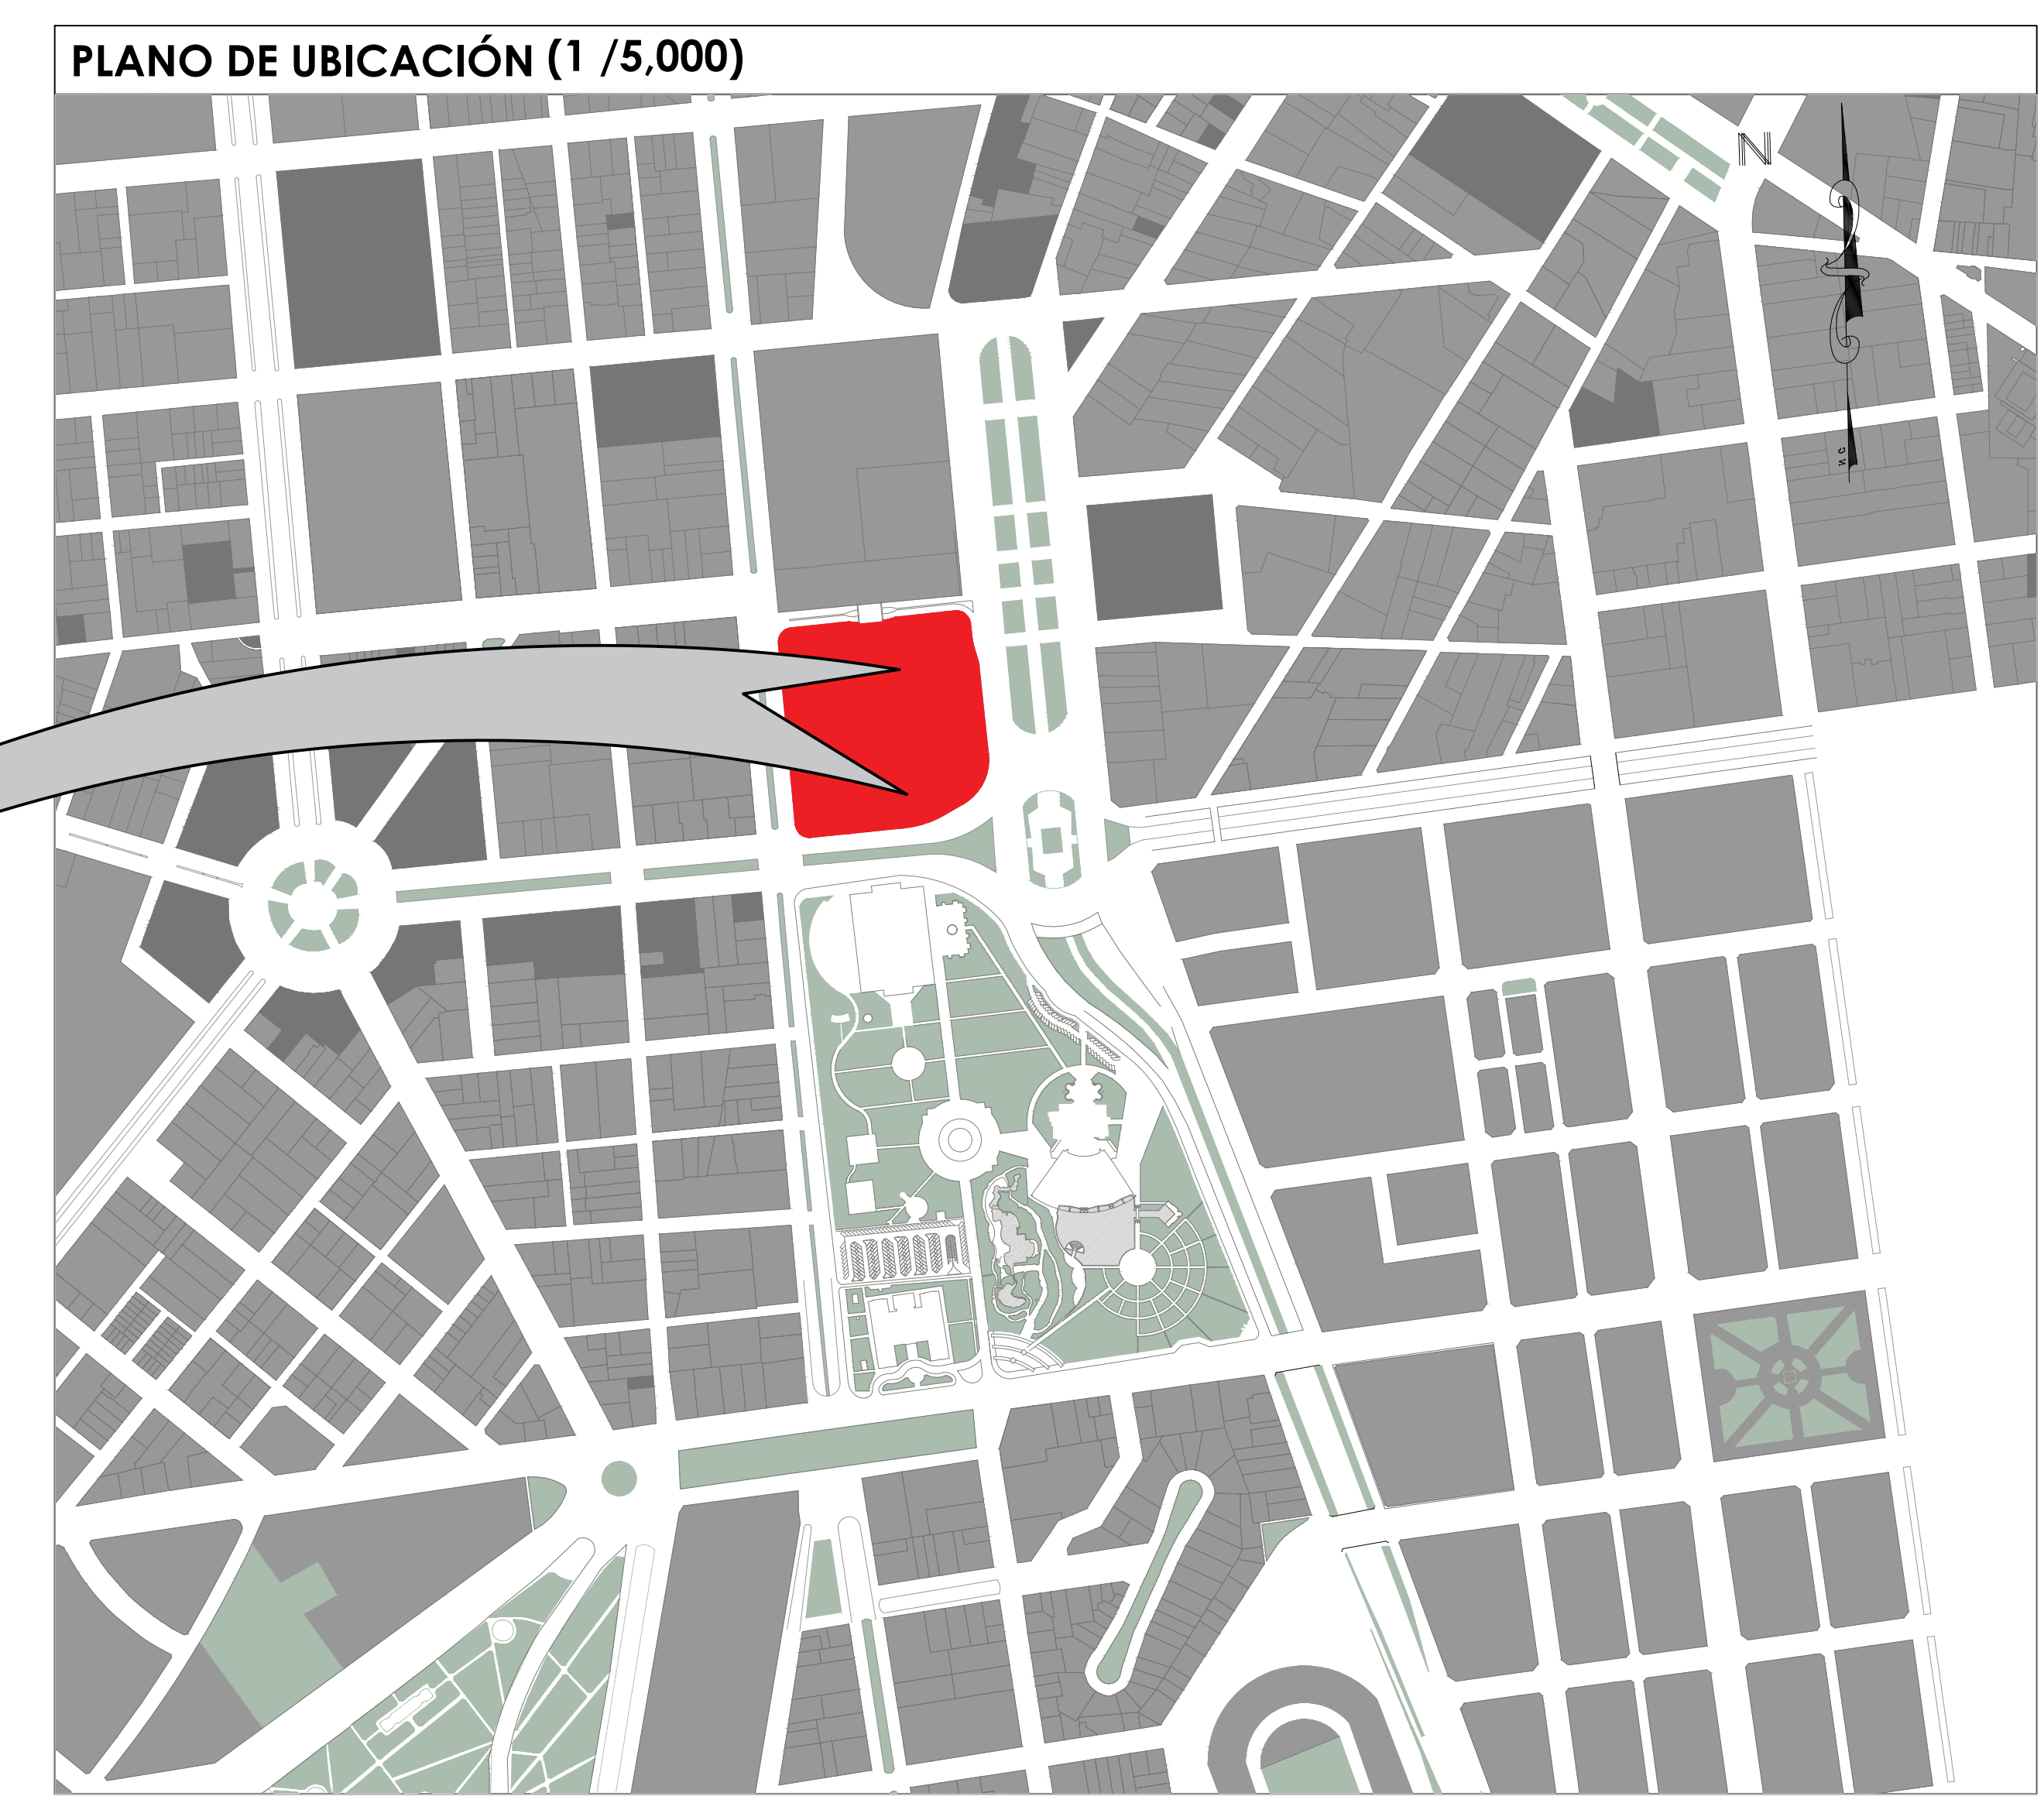 PLANO DE UBICACIÓN (1 /5,000)
N